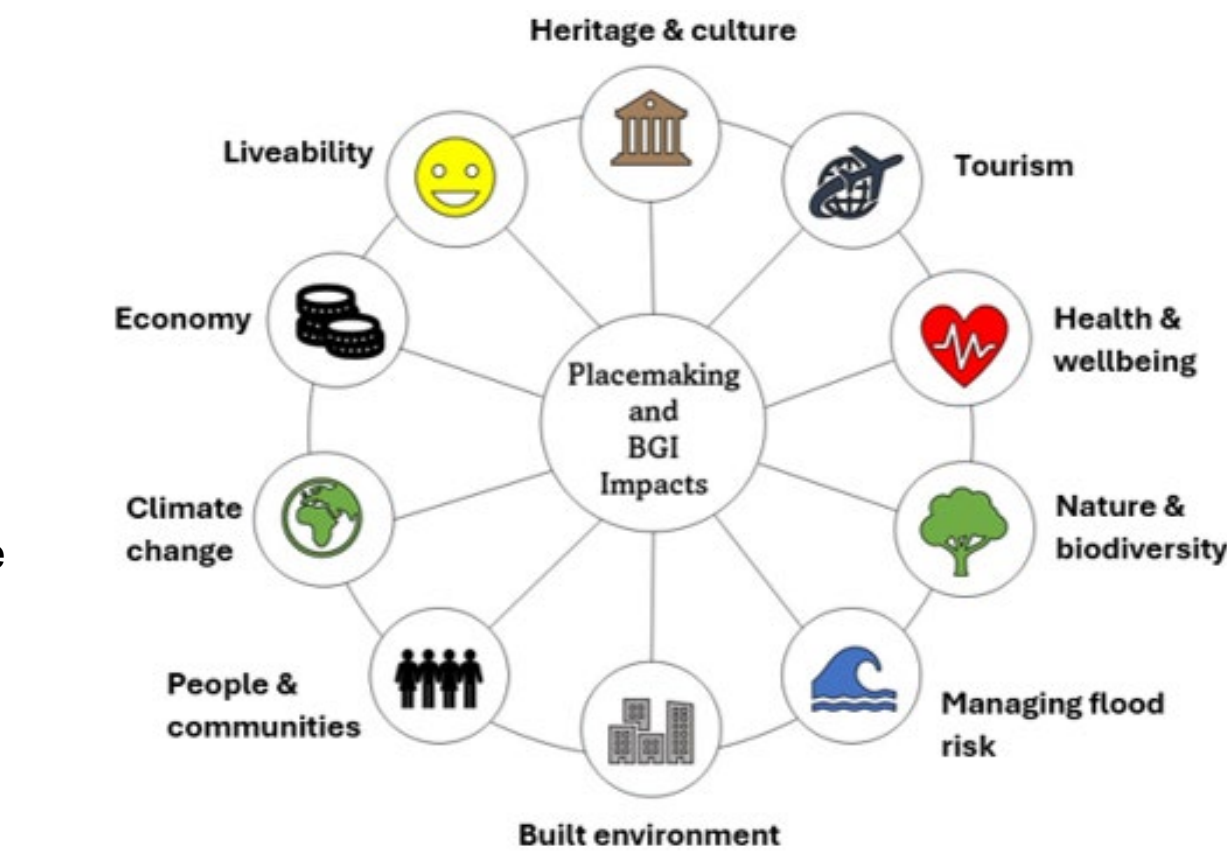 Heritage & culture
Liveability
Tourism
Economy
Health &
wellbeing
Placemaking
and
BGI
Impacts
Climate
change
Nature &
biodiversity
e
People &
communities
Managing flood
risk
Built environment